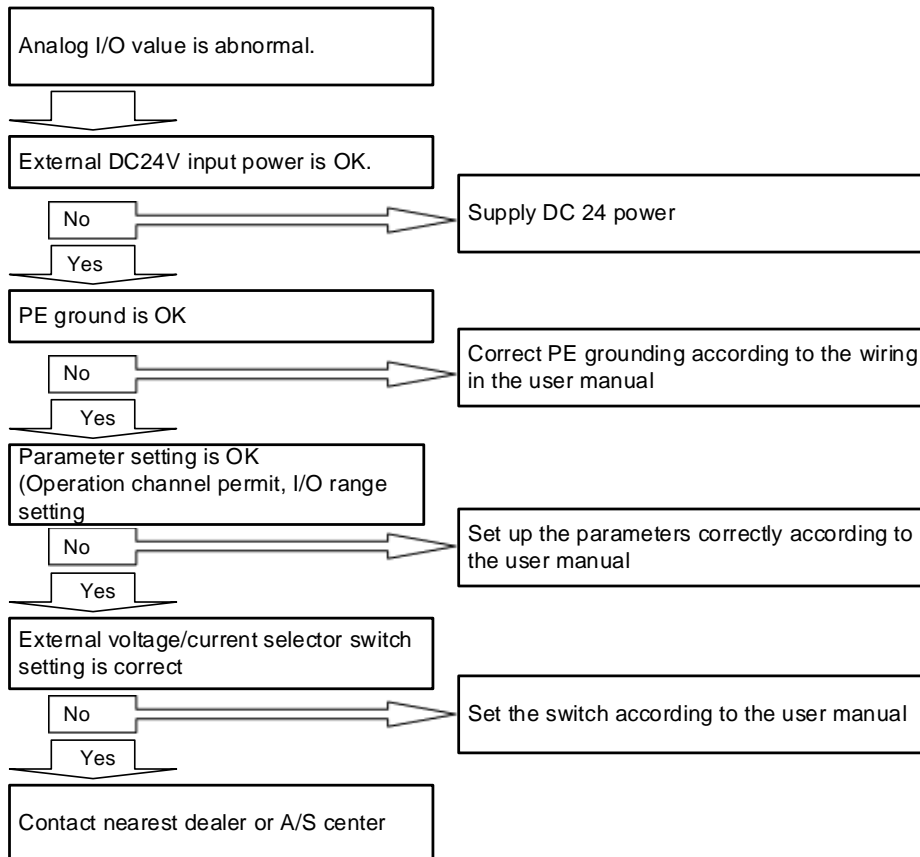 Analog I/O value is abnormal.
External DC24V input power is OK.
No
Supply DC 24 power
Yes
PE ground is OK
No
Correct PE grounding according to the wiring
in the user manual
Yes
Parameter setting is OK
(Operation channel permit, I/O range
setting
No
Set up the parameters correctly according to
the user manual
Yes
External voltage/current selector switch
setting is correct
No
Set the switch according to the user manual
Yes
Contact nearest dealer or A/S center